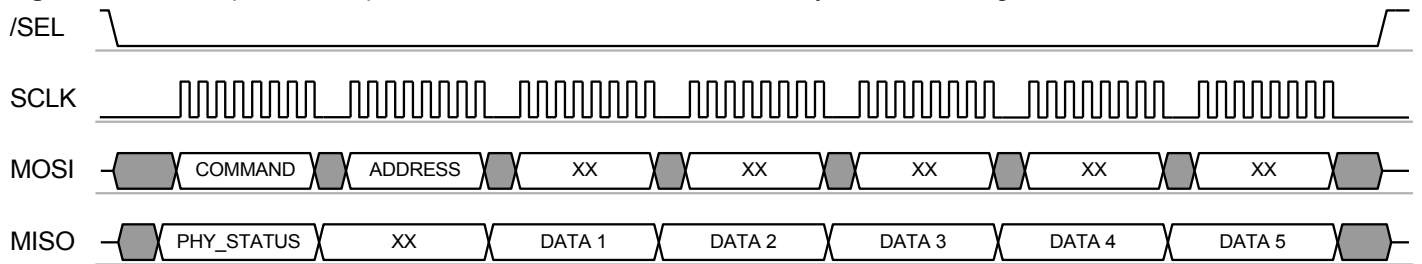 /SEL
SCLK
MOSI COMMAND ADDRESS XX XX XX XX XX
MISO PHY_STATUS XX DATA 1 DATA 2 DATA 3 DATA 4 DATA 5